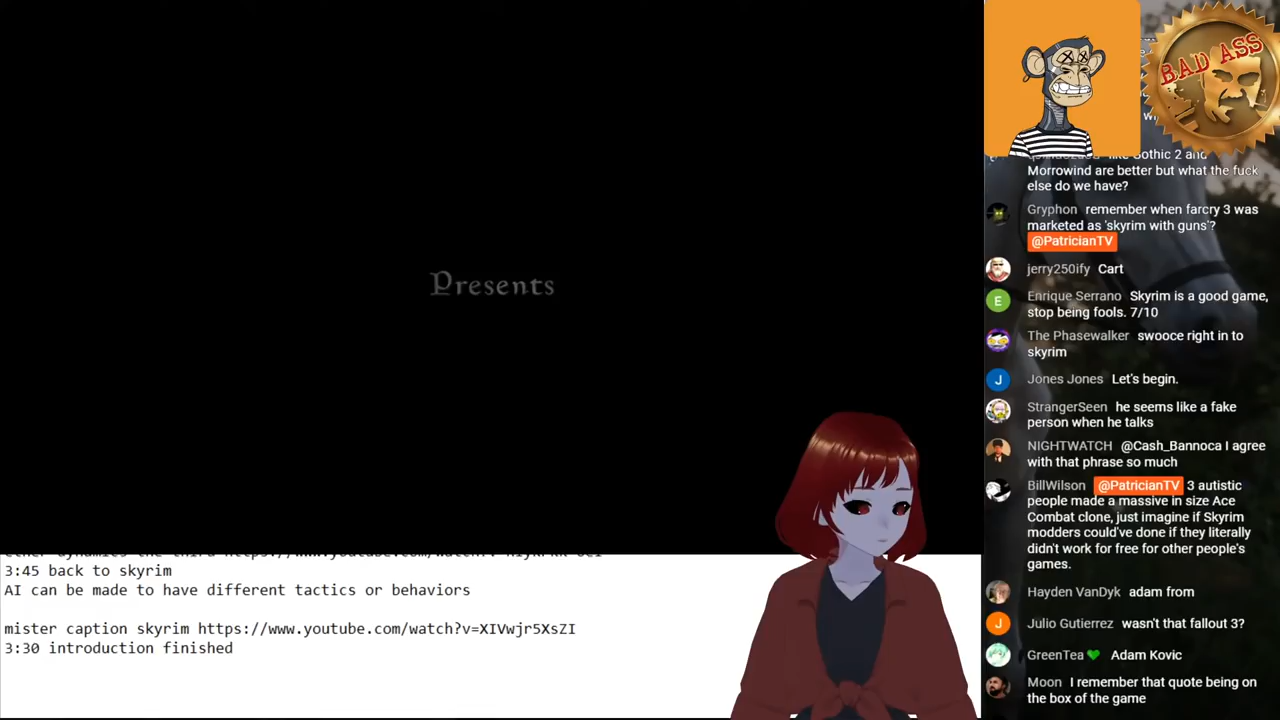 Presents
3:45 back to skyrim
AI can be made to have different tactics or behaviors
mister caption skyrim https://www.youtube.com/watch?v=XIVwjr5XsZI
3:30 introduction finished
BAD ASS
like Gothic 2 and
Morrowind are better but what the fuck
else do we have?
Gryphon remember when farcry 3 was
marketed as 'skyrim with guns'?
@PatricianTV
jerry250ify Cart
Enrique Serrano Skyrim is a good game,
stop being fools. 7/10
The Phasewalker swooce right in to
skyrim
Jones Jones Let's begin.
StrangerSeen he seems like a fake
person when he talks
NIGHTWATCH @Cash_Bannoca I agree
with that phrase so much
BillWilson @PatricianTV 3 autistic
people made a massive in size Ace
Combat clone, just imagine if Skyrim
modders could've done if they literally
didn't work for free for other people's
games.
Hayden VanDyk adam from
Julio Gutierrez wasn't that fallout 3?
GreenTea💚 Adam Kovic
Moon I remember that quote being on
the box of the game